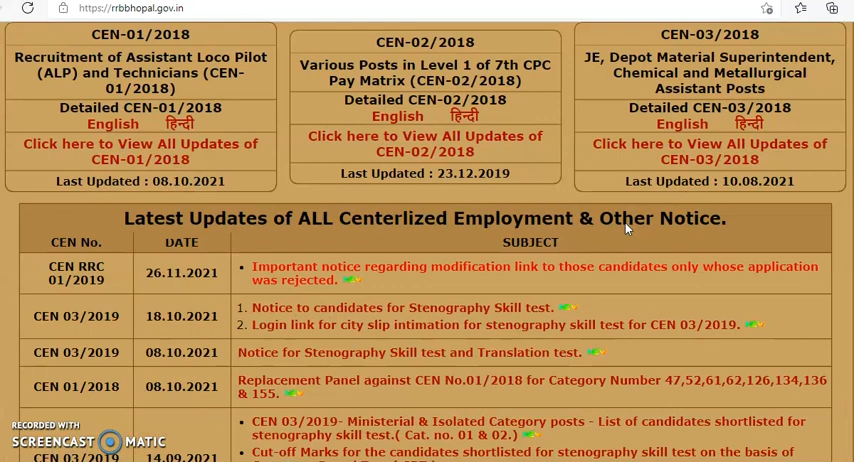 https://rrbbhopal.gov.in
CEN-01/2018
Recruitment of Assistant Loco Pilot
(ALP) and Technicians (CEN-
01/2018)
Detailed CEN-01/2018
English हिन्दी
Click here to View All Updates of
CEN-01/2018
Last Updated : 08.10.2021
CEN-02/2018
Various Posts in Level 1 of 7th CPC
Pay Matrix (CEN-02/2018)
Detailed CEN-02/2018
English हिन्दी
Click here to View All Updates of
CEN-02/2018
Last Updated : 23.12.2019
CEN-03/2018
JE, Depot Material Superintendent,
Chemical and Metallurgical
Assistant Posts
Detailed CEN-03/2018
English हिन्दी
Click here to View All Updates of
CEN-03/2018
Last Updated : 10.08.2021
Latest Updates of ALL Centerlized Employment & Other Notice.
CEN No. DATE SUBJECT
CEN RRC
01/2019
26.11.2021
Important notice regarding modification link to those candidates only whose application
was rejected.
CEN 03/2019 18.10.2021
1. Notice to candidates for Stenography Skill test.
2. Login link for city slip intimation for stenography skill test for CEN 03/2019.
CEN 03/2019 08.10.2021 Notice for Stenography Skill test and Translation test.
CEN 01/2018 08.10.2021
Replacement Panel against CEN No.01/2018 for Category Number 47,52,61,62,126,134,136
& 155.
CEN 03/2019 14.09.2021
CEN 03/2019- Ministerial & Isolated Category posts - List of candidates shortlisted for
stenography skill test.( Cat. no. 01 & 02.)
Cut-off Marks for the candidates shortlisted for stenography skill test on the basis of
RECORDED WITH
SCREENCAST MATIC